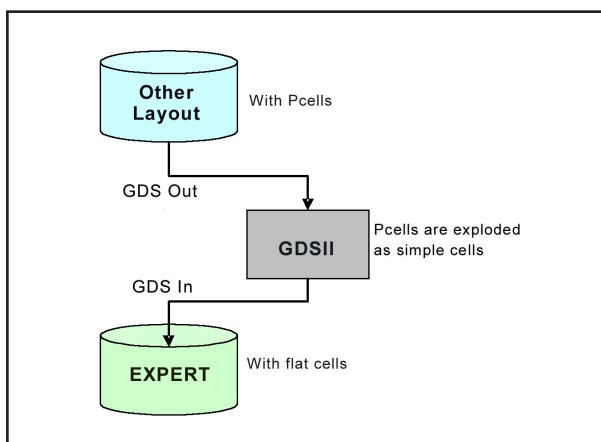 Other
Layout
With Pcells
GDS Out
GDSII
Pcells are exploded
as simple cells
GDS In
EXPERT
With flat cells